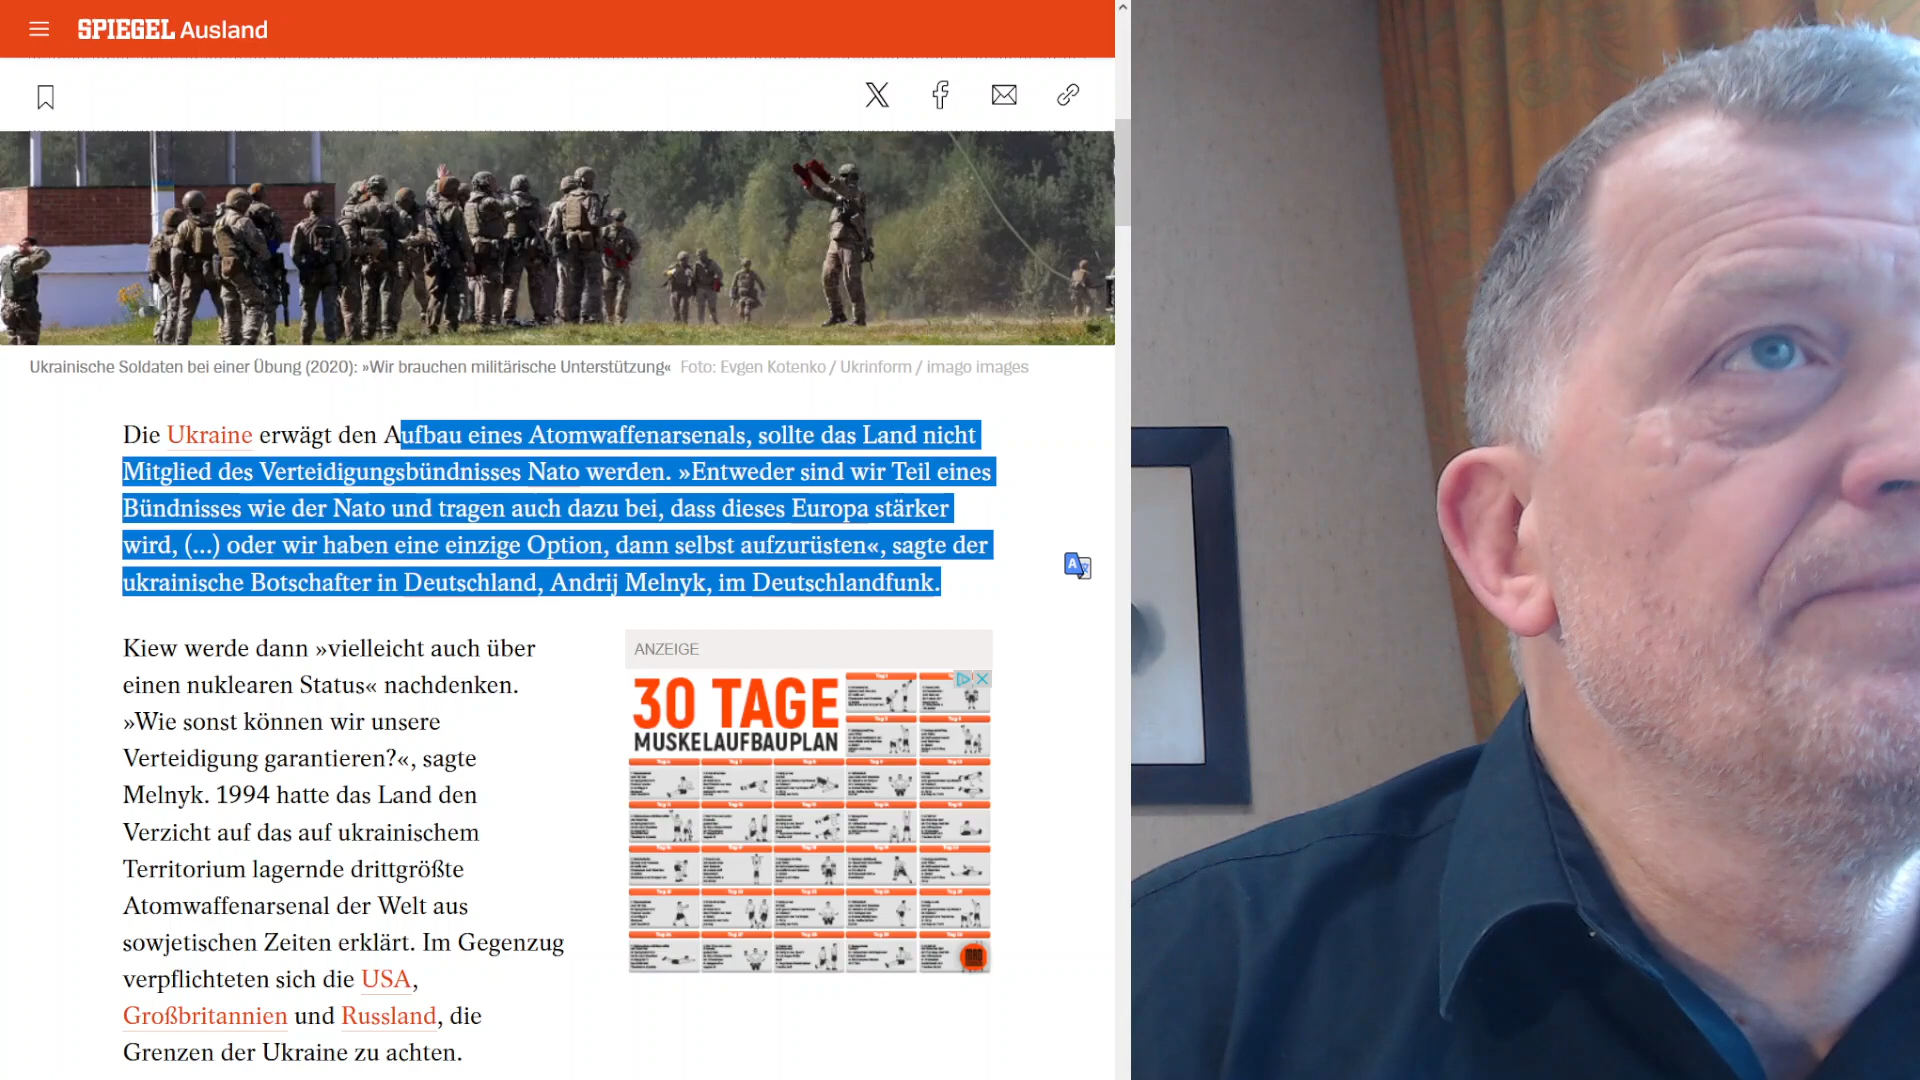 SPIEGEL Ausland
Ukrainische Soldaten bei einer Übung (2020): »Wir brauchen militärische Unterstützung« Foto: Evgen Kotenko / Ukrinform / imago images
Die Ukraine erwägt den Aufbau eines Atomwaffenarsenals, sollte das Land nicht
Mitglied des Verteidigungsbündnisses Nato werden. »Entweder sind wir Teil eines
Bündnisses wie der Nato und tragen auch dazu bei, dass dieses Europa stärker
wird, (...) oder wir haben eine einzige Option, dann selbst aufzurüsten«, sagte der
ukrainische Botschafter in Deutschland, Andrij Melnyk, im Deutschlandfunk.
Kiew werde dann »vielleicht auch über
einen nuklearen Status« nachdenken.
»Wie sonst können wir unsere
Verteidigung garantieren?«, sagte
Melnyk. 1994 hatte das Land den
Verzicht auf das auf ukrainischem
Territorium lagernde drittgrößte
Atomwaffenarsenal der Welt aus
sowjetischen Zeiten erklärt. Im Gegenzug
verpflichteten sich die USA,
Großbritannien und Russland, die
Grenzen der Ukraine zu achten.
ANZEIGE
30 TAGE
MUSKELAUFBAUPLAN